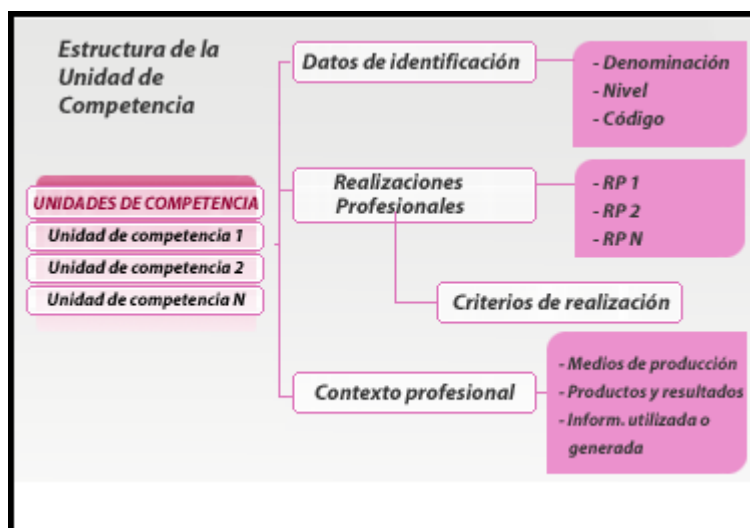 Estructura de la
Unidad de
Competencia
UNIDADES DE COMPETENCIA
Unidad de competencia 1
Unidad de competencia 2
Unidad de competencia N
Datos de identificación
- Denominación
- Nivel
- Código
Realizaciones
Profesionales
- RP 1
- RP 2
- RP N
Criterios de realización
Contexto profesional
- Medios de producción
- Productos y resultados
- Inform. utilizada o
generada